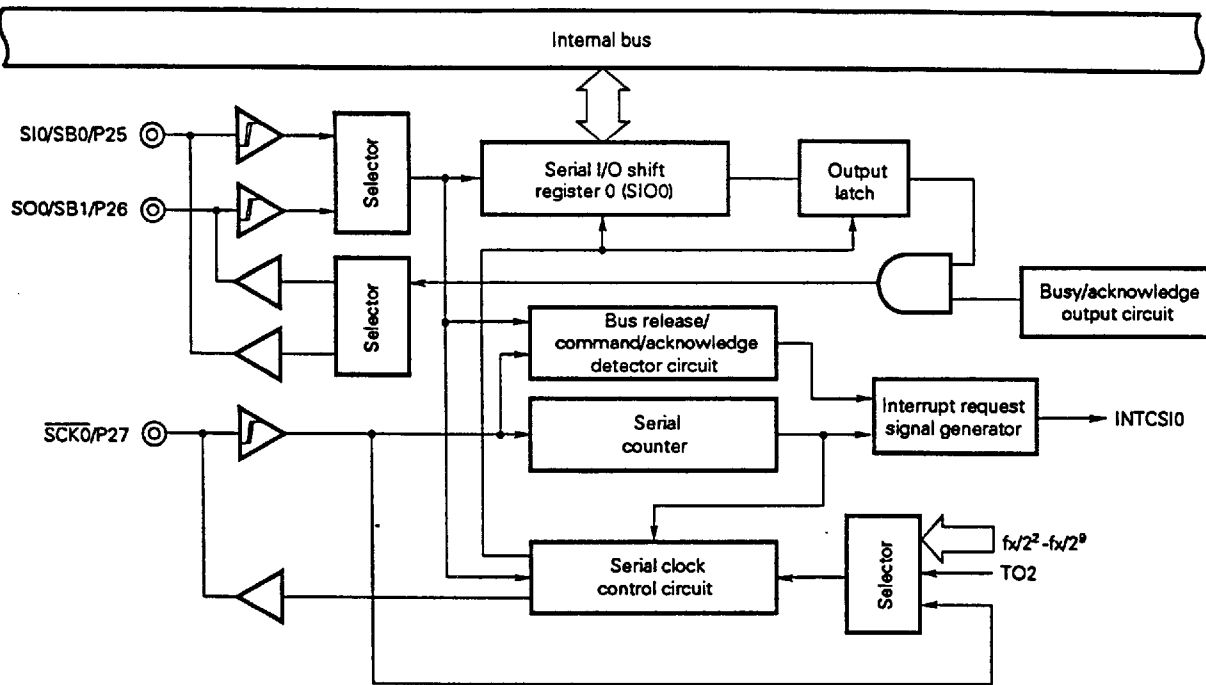 Internal bus
SI0/SB0/P25
Selector
Serial I/O shift
register 0 (SIO0)
Output
latch
SO0/SB1/P26
Selector
Busy/acknowledge
output circuit
Bus release/
command/acknowledge
detector circuit
SCK0/P27
Serial
counter
Interrupt request
signal generator
INTCSI0
Serial clock
control circuit
Selector
fx/2²-fx/2⁹
TO2